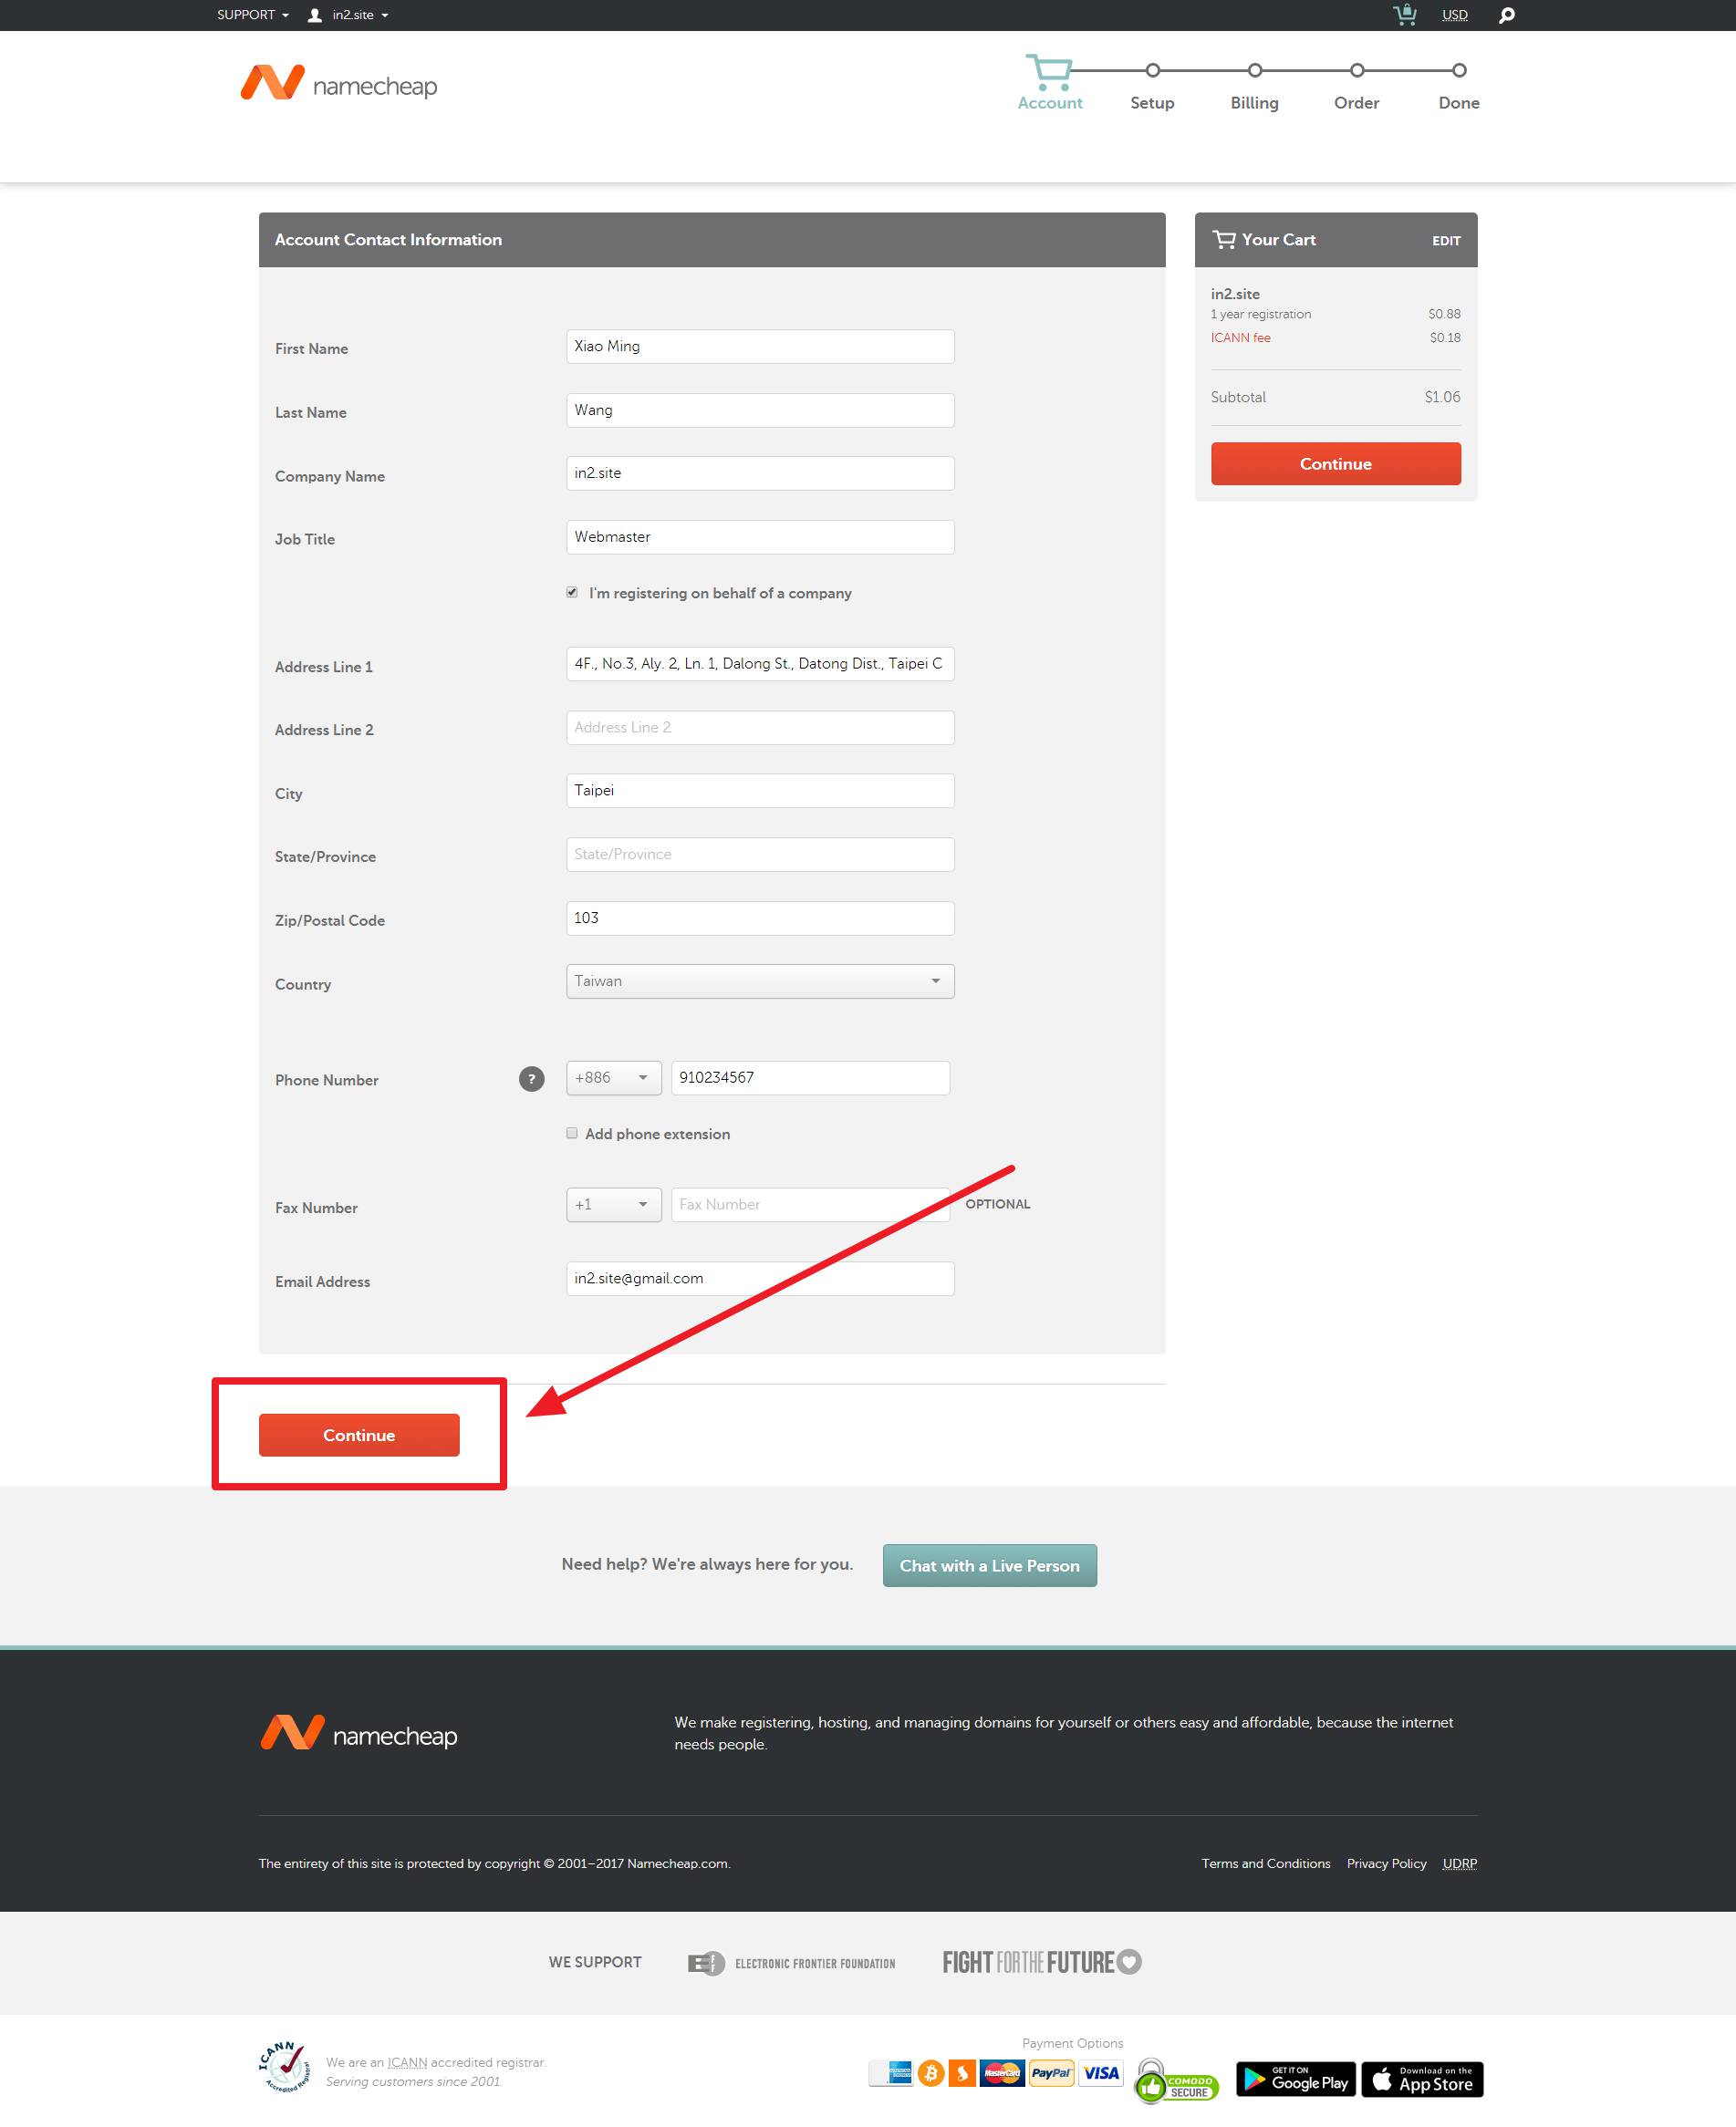 SUPPORT in2.site USD
namecheap
Account Setup Billing Order Done
Account Contact Information
First Name Xiao Ming
Last Name Wang
Company Name in2.site
Job Title Webmaster
I'm registering on behalf of a company
Address Line 1 4F., No.3, Aly. 2, Ln. 1, Dalong St., Datong Dist., Taipei C
Address Line 2 Address Line 2
City Taipei
State/Province State/Province
Zip/Postal Code 103
Country Taiwan
Phone Number ? +886 910234567
Add phone extension
Fax Number +1 Fax Number OPTIONAL
Email Address in2.site@gmail.com
Continue
Your Cart EDIT
in2.site
1 year registration $0.88
ICANN fee $0.18
Subtotal $1.06
Continue
Need help? We're always here for you. Chat with a Live Person
namecheap
We make registering, hosting, and managing domains for yourself or others easy and affordable, because the internet
needs people.
The entirety of this site is protected by copyright © 2001–2017 Namecheap.com. Terms and Conditions Privacy Policy UDRP
WE SUPPORT ELECTRONIC FRONTIER FOUNDATION FIGHT FOR THE FUTURE
ICANN
Accredited Registrar
We are an ICANN accredited registrar.
Serving customers since 2001.
Payment Options
MasterCard PayPal VISA
COMODO
SECURE
GET IT ON
Google Play
Download on the
App Store